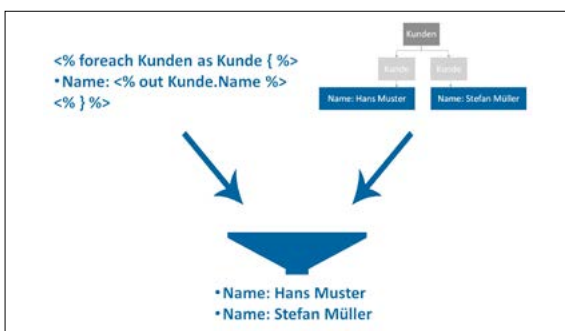 <% foreach Kunden as Kunde { %>
•Name: <% out Kunde.Name %>
<% } %>
Kunden
Kunde Kunde
Name: Hans Muster Name: Stefan Müller
•Name: Hans Muster
•Name: Stefan Müller